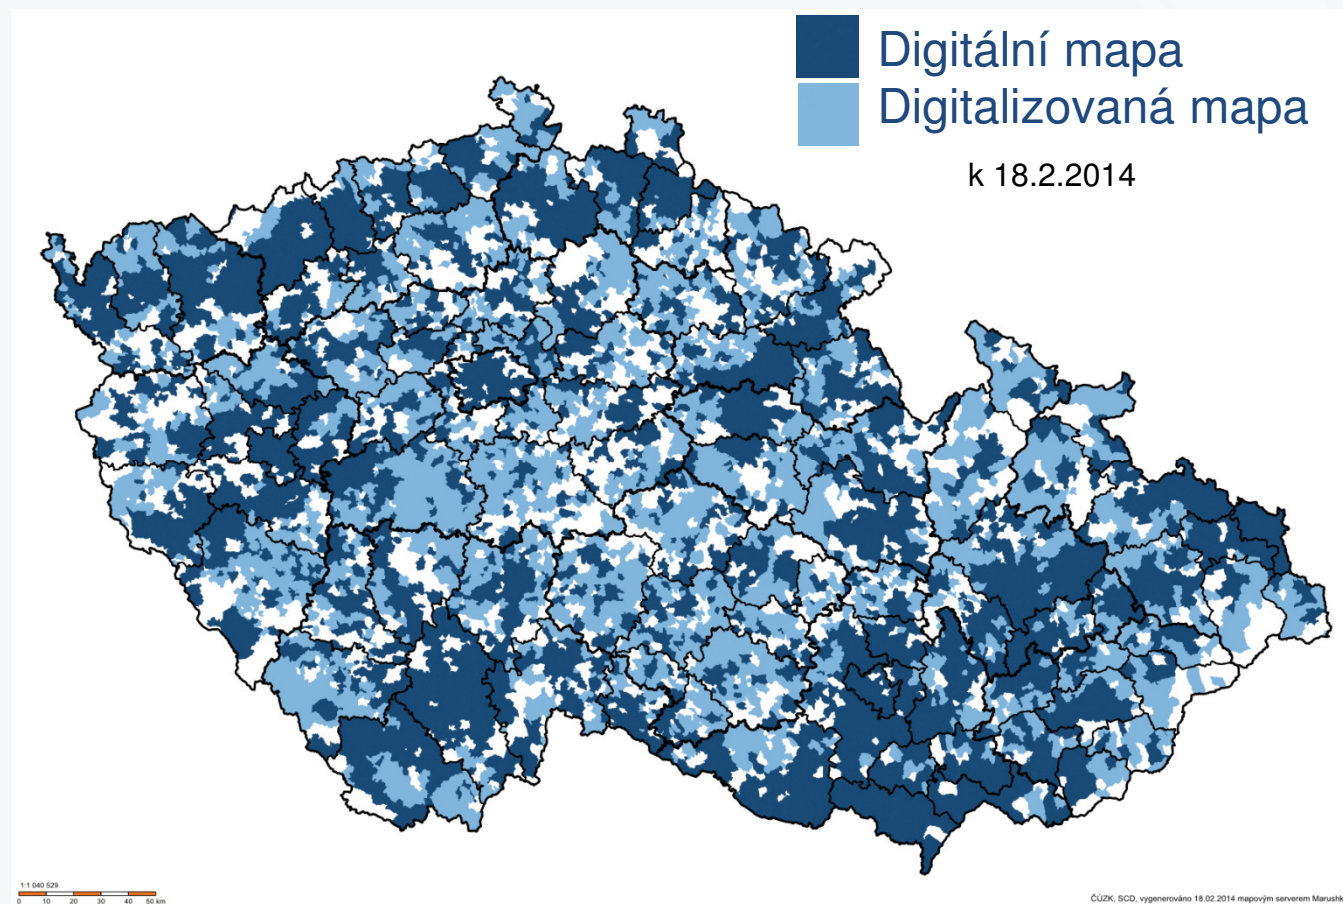 Digitální mapa
Digitalizovaná mapa
k 18.2.2014
1:1 040 529
0 10 20 30 40 50 km
ČÚZK, SCD, vygenerováno 18.02.2014 mapovým serverem Marushk